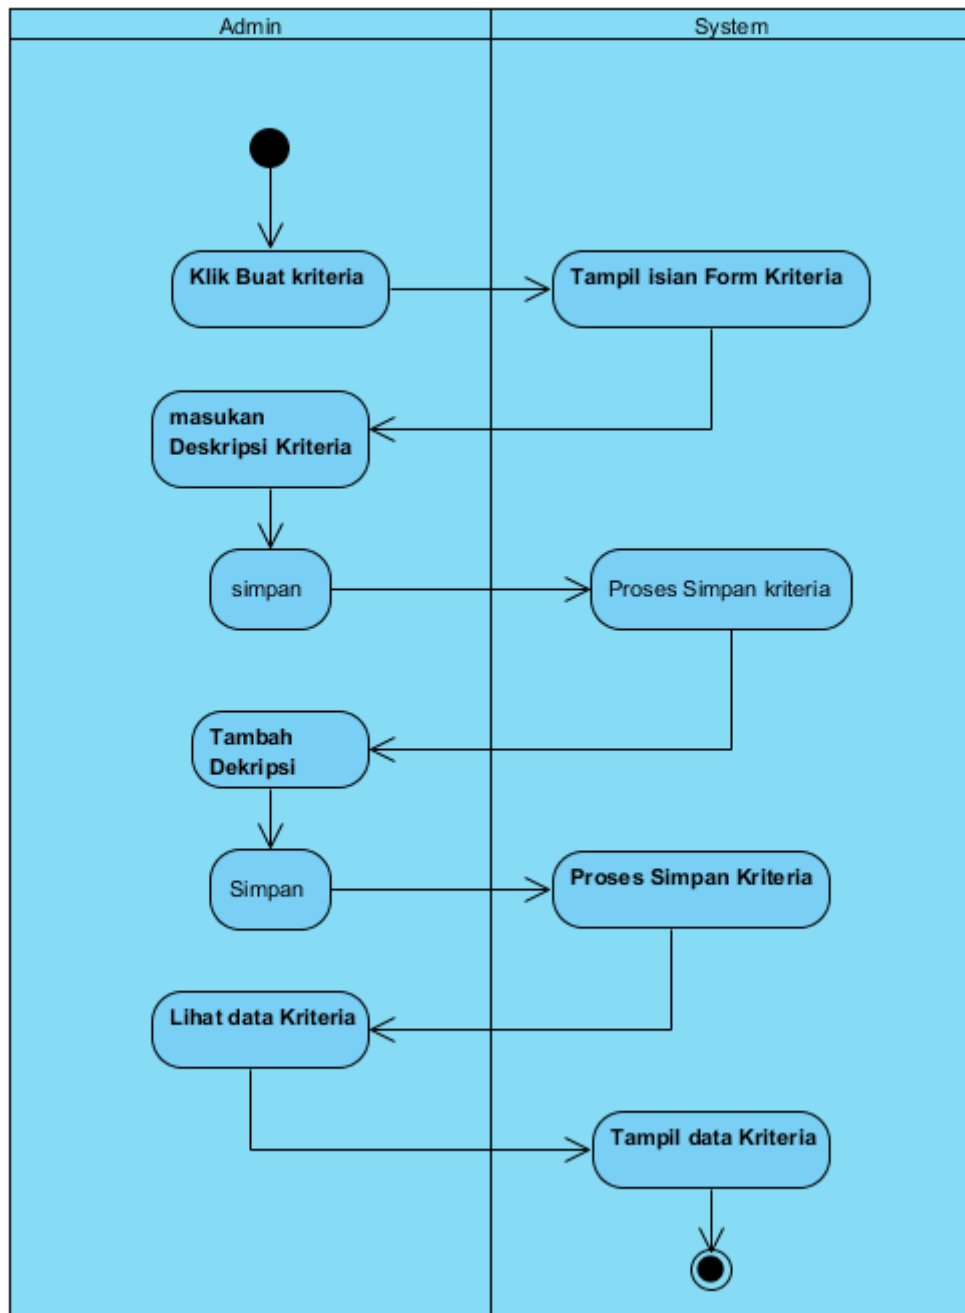 Admin
System
Klik Buat kriteria
Tampil isian Form Kriteria
masukan
Deskripsi Kriteria
simpan
Proses Simpan kriteria
Tambah
Dekripsi
Simpan
Proses Simpan Kriteria
Lihat data Kriteria
Tampil data Kriteria